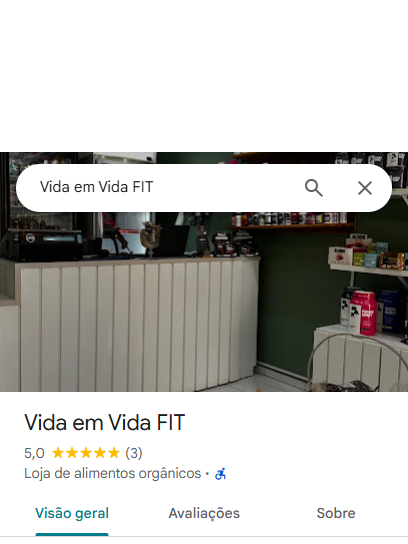 Vida em Vida FIT
Vida em Vida FIT
5,0 ★★★★★ (3)
Loja de alimentos orgânicos ·
Visão geral Avaliações Sobre